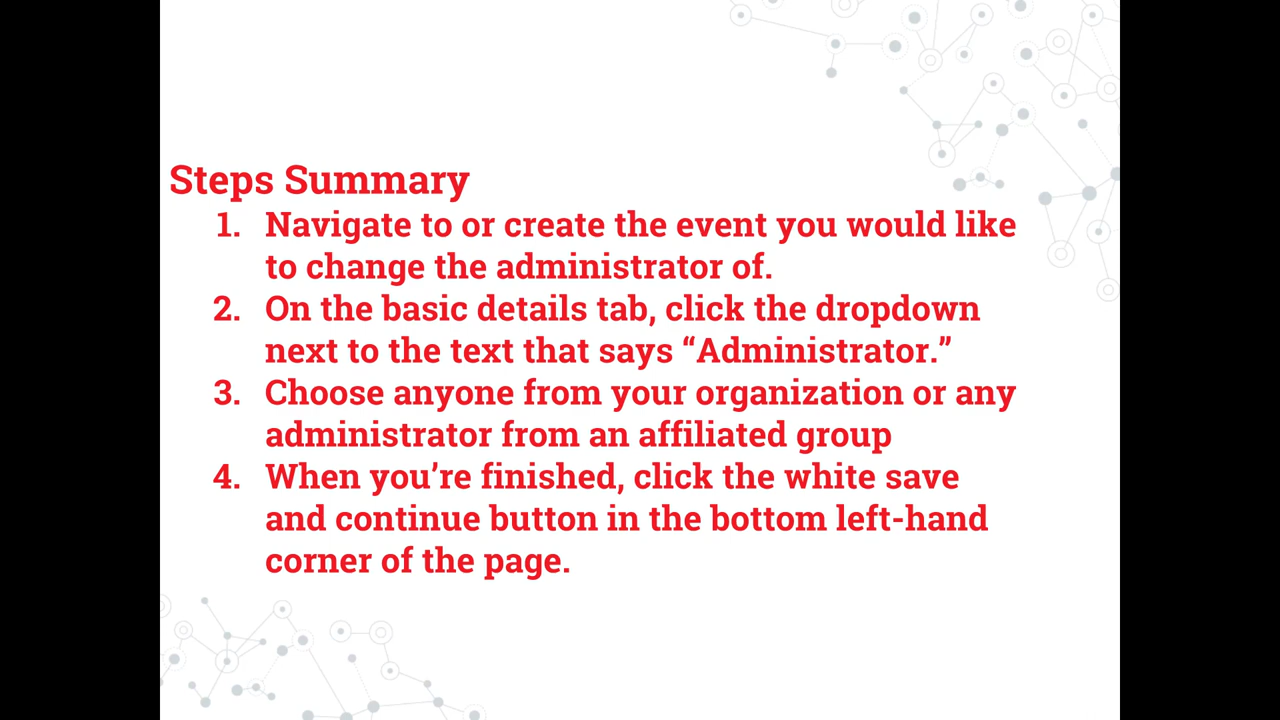 Steps Summary
1. Navigate to or create the event you would like
to change the administrator of.
2. On the basic details tab, click the dropdown
next to the text that says “Administrator.”
3. Choose anyone from your organization or any
administrator from an affiliated group
4. When you’re finished, click the white save
and continue button in the bottom left-hand
corner of the page.